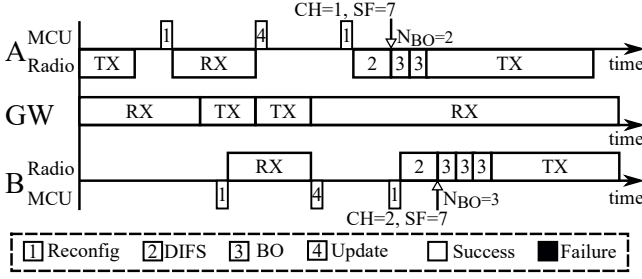 CH=1, SF=7
A MCU 1 4 1 N_BO=2
Radio TX RX 2 3 3 TX time
GW RX TX TX RX time
B Radio RX 2 3 3 3 TX
MCU 1 4 1 N_BO=3 time
CH=2, SF=7
1 Reconfig 2 DIFS 3 BO 4 Update Success Failure